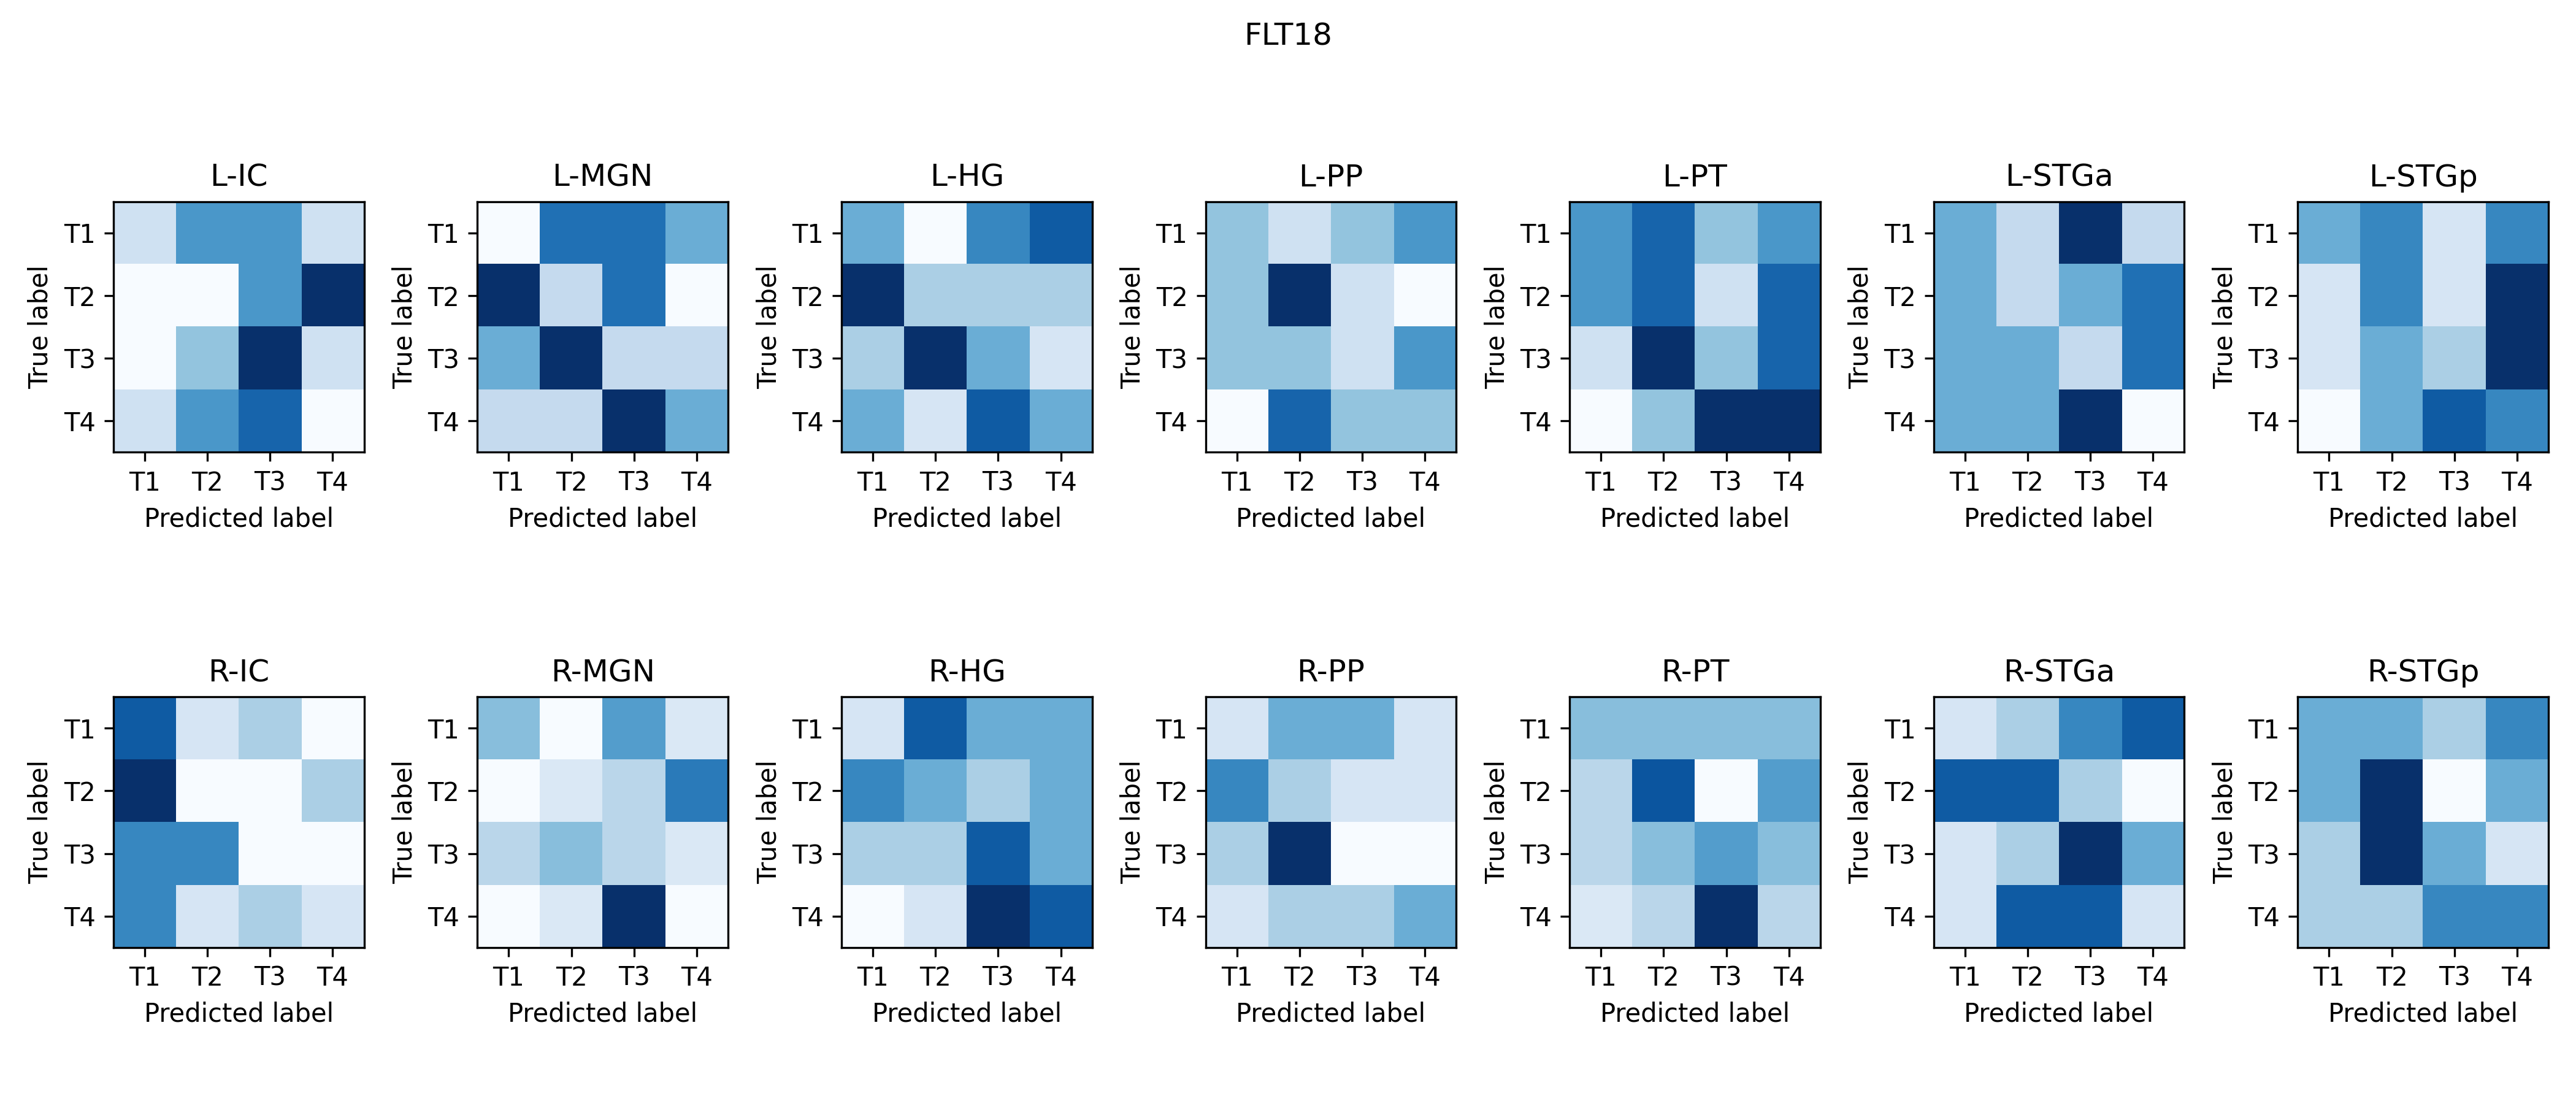 FLT18
L-IC L-MGN L-HG L-PP L-PT L-STGa L-STGp
T1 T1 T1 T1 T1 T1 T1
True label True label True label True label True label True label True label
T2 T2 T2 T2 T2 T2 T2
T3 T3 T3 T3 T3 T3 T3
T4 T4 T4 T4 T4 T4 T4
T1 T2 T3 T4 T1 T2 T3 T4 T1 T2 T3 T4 T1 T2 T3 T4 T1 T2 T3 T4 T1 T2 T3 T4 T1 T2 T3 T4
Predicted label Predicted label Predicted label Predicted label Predicted label Predicted label Predicted label
R-IC R-MGN R-HG R-PP R-PT R-STGa R-STGp
T1 T1 T1 T1 T1 T1 T1
True label True label True label True label True label True label True label
T2 T2 T2 T2 T2 T2 T2
T3 T3 T3 T3 T3 T3 T3
T4 T4 T4 T4 T4 T4 T4
T1 T2 T3 T4 T1 T2 T3 T4 T1 T2 T3 T4 T1 T2 T3 T4 T1 T2 T3 T4 T1 T2 T3 T4 T1 T2 T3 T4
Predicted label Predicted label Predicted label Predicted label Predicted label Predicted label Predicted label